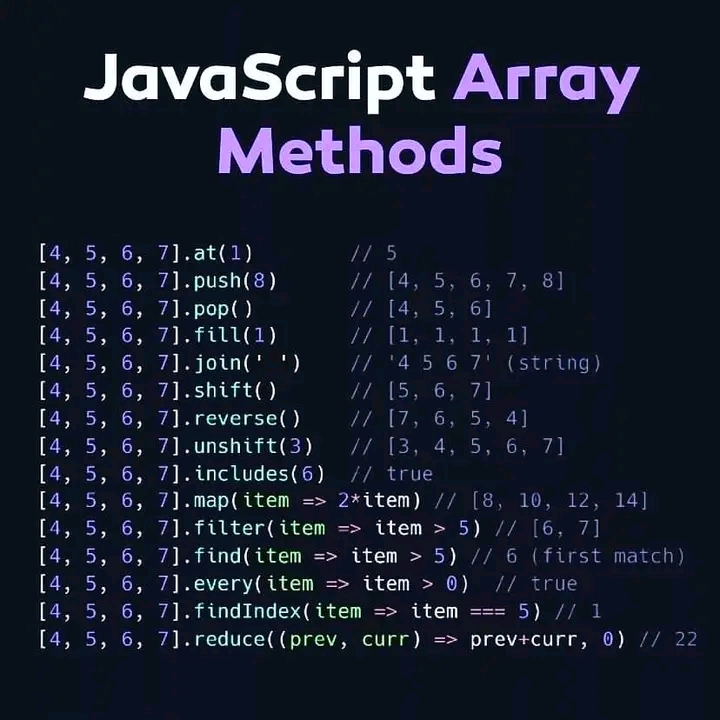 JavaScript Array
Methods
[4, 5, 6, 7].at(1) // 5
[4, 5, 6, 7].push(8) // [4, 5, 6, 7, 8]
[4, 5, 6, 7].pop() // [4, 5, 6]
[4, 5, 6, 7].fill(1) // [1, 1, 1, 1]
[4, 5, 6, 7].join(' ') // '4 5 6 7' (string)
[4, 5, 6, 7].shift() // [5, 6, 7]
[4, 5, 6, 7].reverse() // [7, 6, 5, 4]
[4, 5, 6, 7].unshift(3) // [3, 4, 5, 6, 7]
[4, 5, 6, 7].includes(6) // true
[4, 5, 6, 7].map(item => 2*item) // [8, 10, 12, 14]
[4, 5, 6, 7].filter(item => item > 5) // [6, 7]
[4, 5, 6, 7].find(item => item > 5) // 6 (first match)
[4, 5, 6, 7].every(item => item > 0) // true
[4, 5, 6, 7].findIndex(item => item === 5) // 1
[4, 5, 6, 7].reduce((prev, curr) => prev+curr, 0) // 22